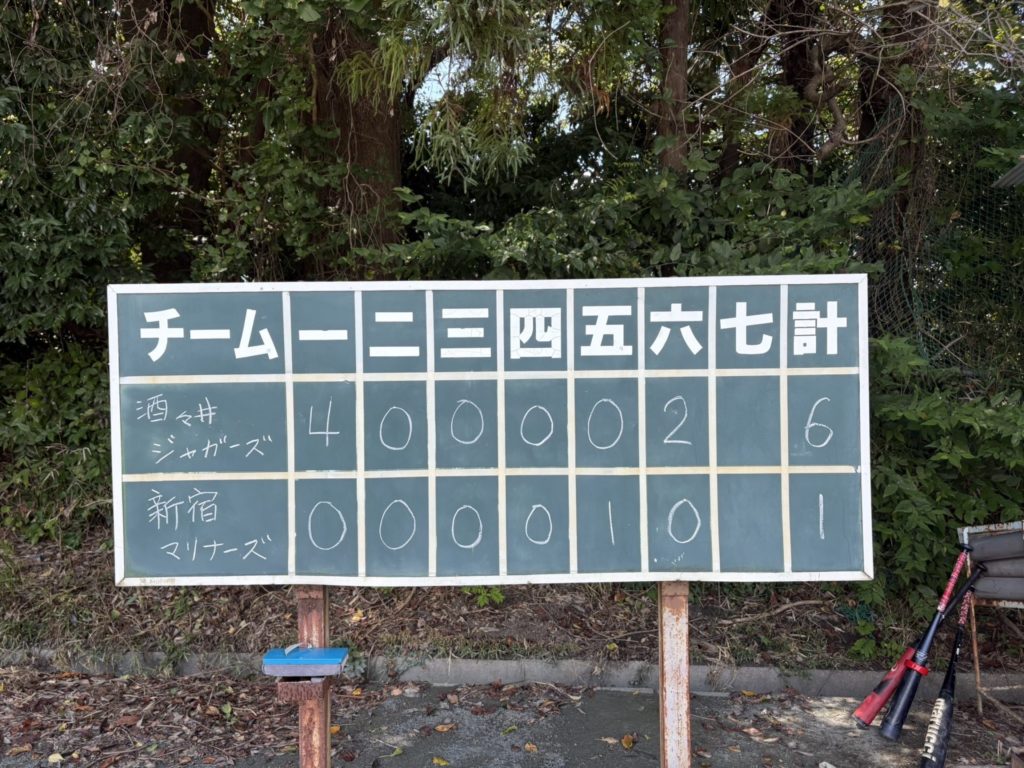 チーム 一 二 三 四 五 六 七 計
酒々井
ジャガーズ 4 0 0 0 0 2 6
新宿
マリナーズ 0 0 0 0 1 0 1